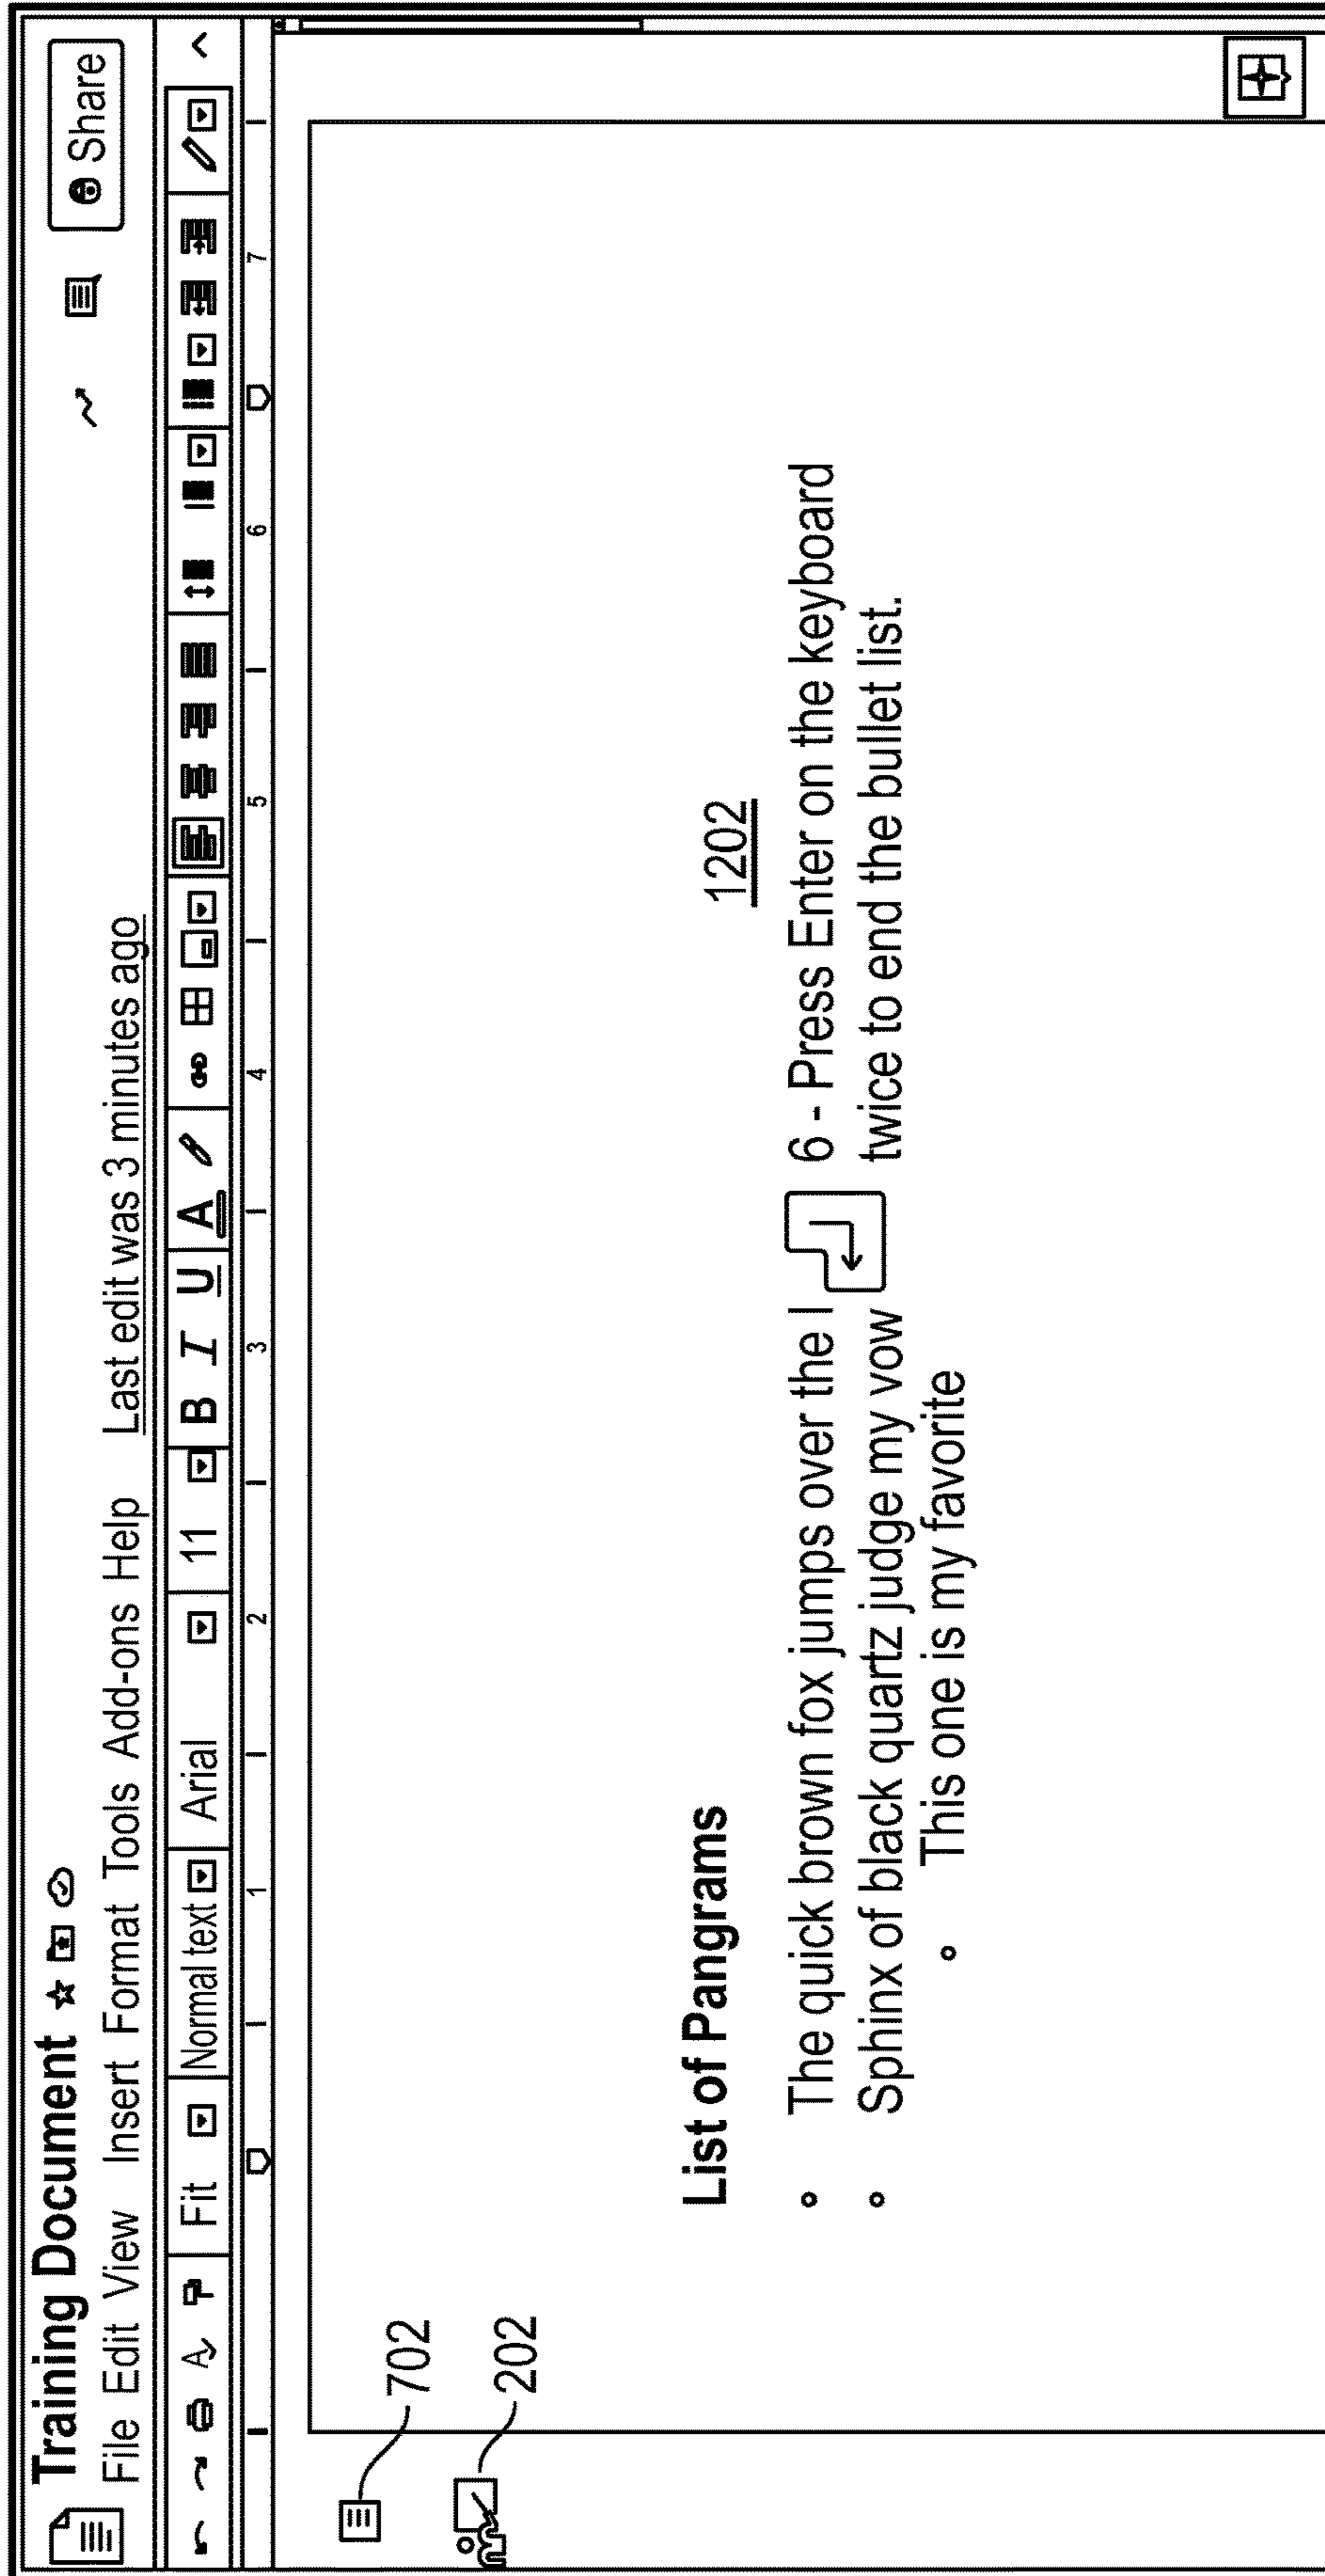 Training Document
Share
File Edit View Insert Format Tools Add-ons Help Last edit was 3 minutes ago
Fit Normal text Arial 11 B I U A
1 2 3 4 5 6 7
702
202
List of Pangrams
1202
• The quick brown fox jumps over the l
• Sphinx of black quartz judge my vow
• This one is my favorite
6 - Press Enter on the keyboard
twice to end the bullet list.